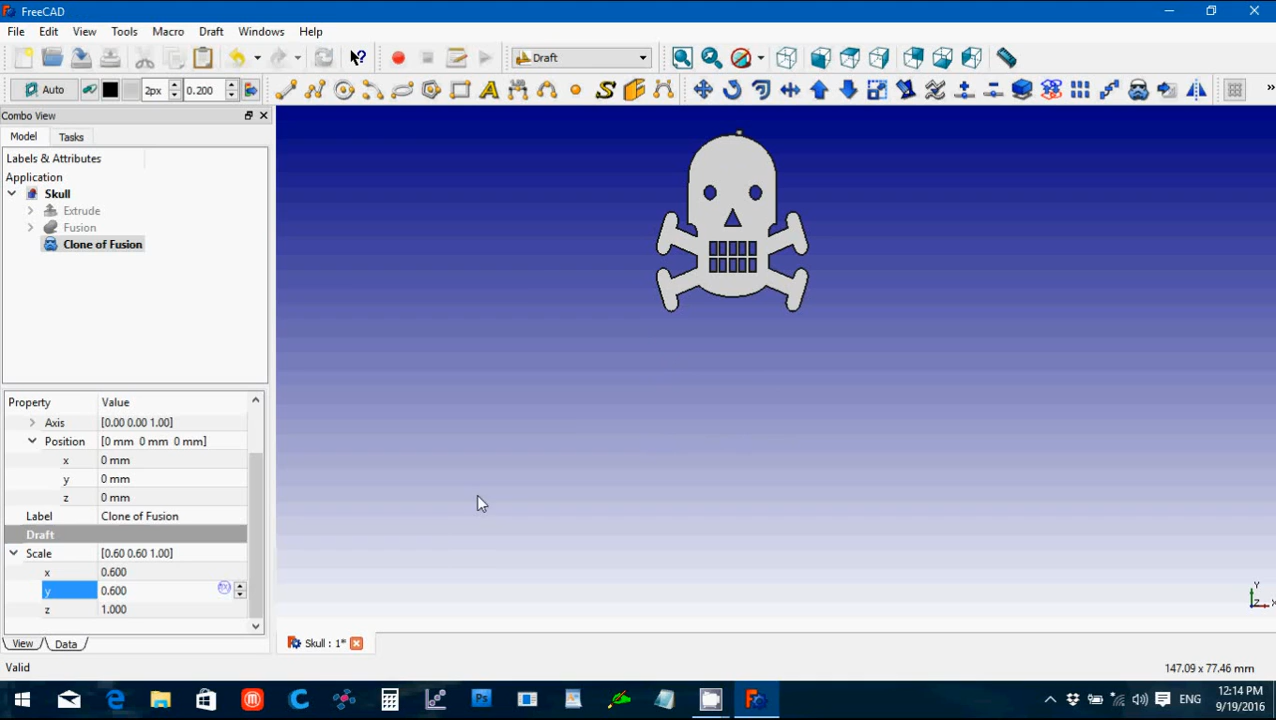 FreeCAD
File Edit View Tools Macro Draft Windows Help
Draft
Auto 2px 0.200 A S »
Combo View
Model Tasks
Labels & Attributes
Application
Skull
Extrude
Fusion
Clone of Fusion
Property Value
Axis [0.00 0.00 1.00]
Position [0 mm 0 mm 0 mm]
x 0 mm
y 0 mm
z 0 mm
Label Clone of Fusion
Draft
Scale [0.60 0.60 1.00]
x 0.600
y 0.600
z 1.000
Y
Z X
View Data
Skull : 1*
Valid 147.09 x 77.46 mm
Ps ENG 12:14 PM
9/19/2016